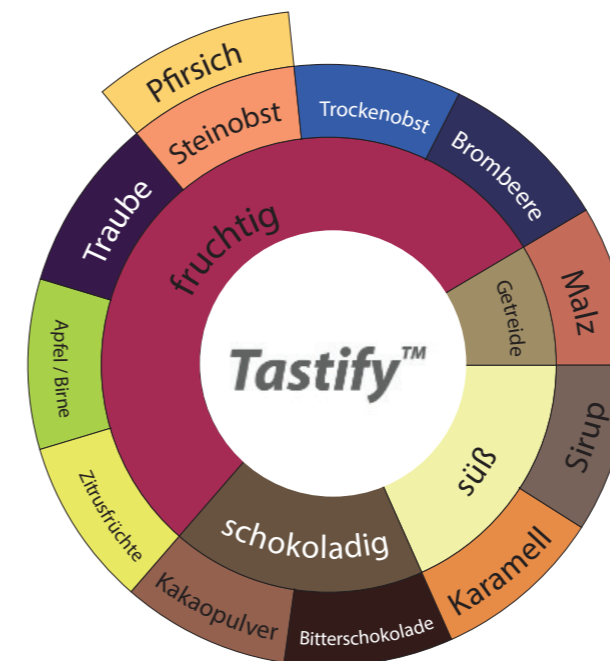 Pfirsich
Steinobst
Trockenobst
Brombeere
Traube
fruchtig
Malz
Getreide
Apfel / Birne
Tastify™
Sirup
süß
Zitrusfrüchte
schokoladig
Karamell
Kakaopulver
Bitterschokolade